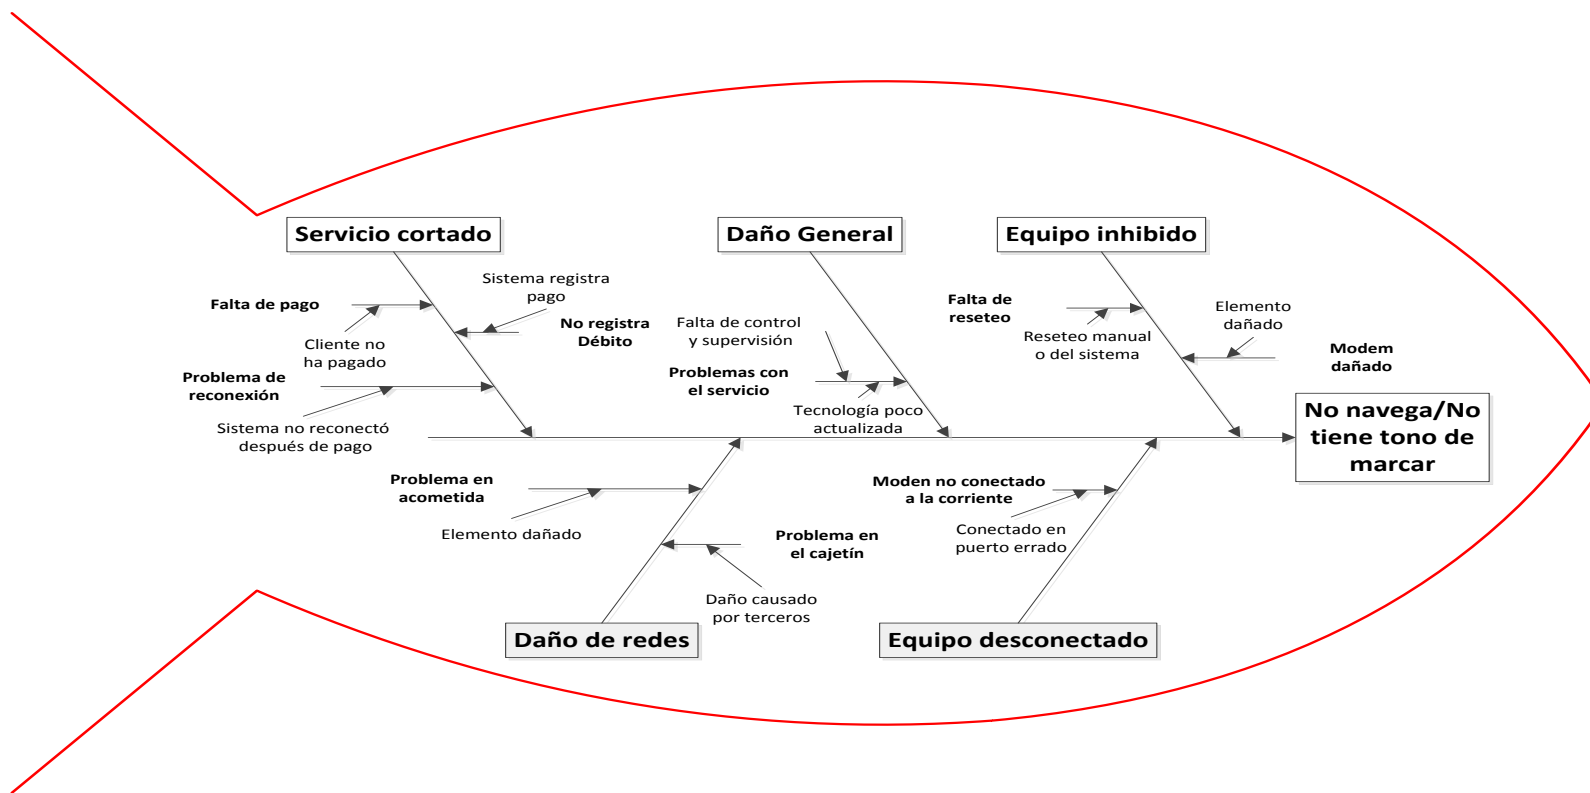 Servicio cortado
Daño General
Equipo inhibido
Sistema registra
pago
Falta de pago
No registra
Débito
Cliente no
ha pagado
Problema de
reconexión
Sistema no reconectó
después de pago
Falta de control
y supervisión
Problemas con
el servicio
Tecnología poco
actualizada
Falta de
reseteo
Reseteo manual
o del sistema
Elemento
dañado
Modem
dañado
No navega/No
tiene tono de
marcar
Problema en
acometida
Elemento dañado
Problema en
el cajetín
Daño causado
por terceros
Moden no conectado
a la corriente
Conectado en
puerto errado
Daño de redes
Equipo desconectado